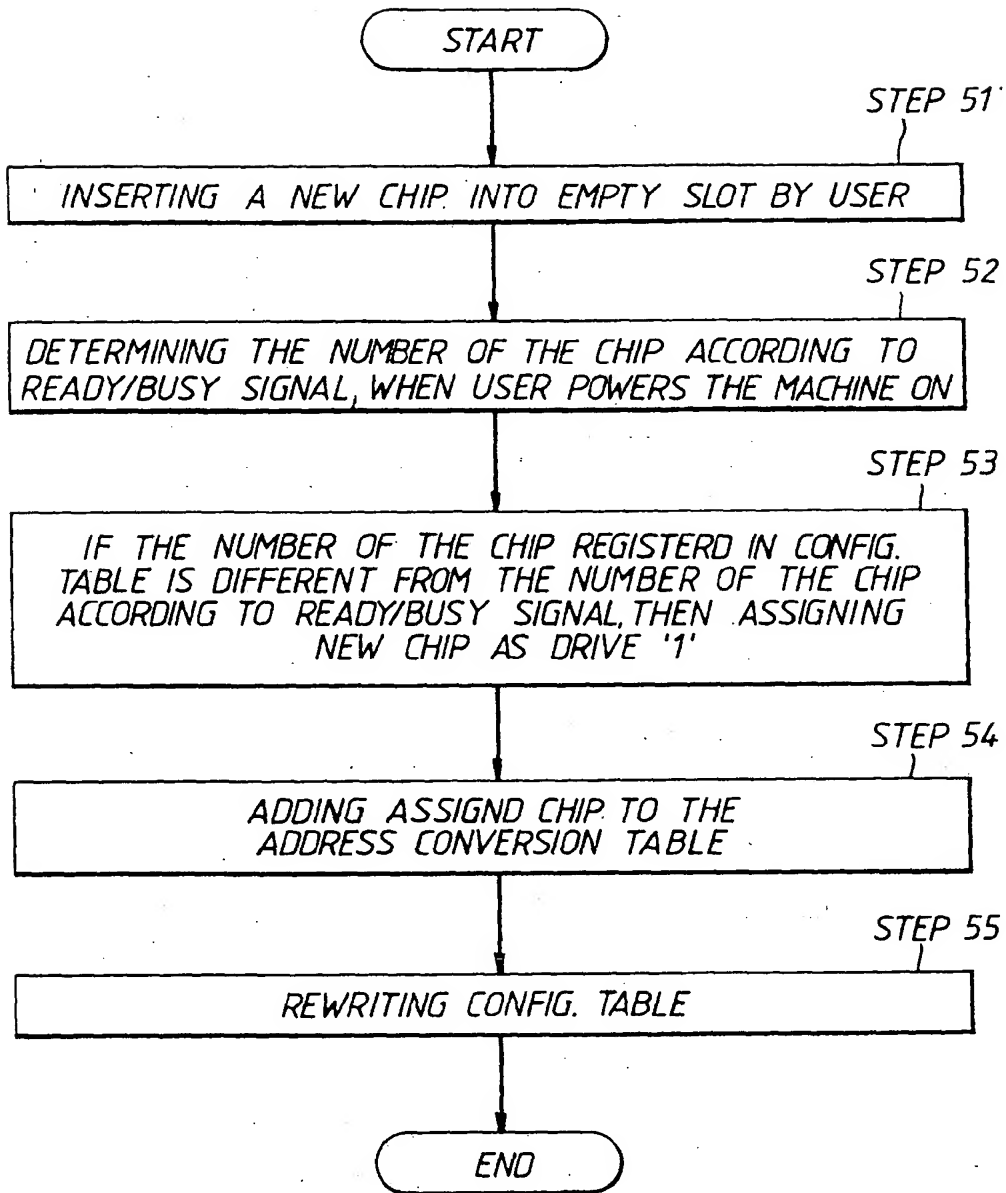 START
STEP 51
INSERTING A NEW CHIP INTO EMPTY SLOT BY USER
STEP 52
DETERMINING THE NUMBER OF THE CHIP ACCORDING TO
READY/BUSY SIGNAL, WHEN USER POWERS THE MACHINE ON
STEP 53
IF THE NUMBER OF THE CHIP REGISTERD IN CONFIG.
TABLE IS DIFFERENT FROM THE NUMBER OF THE CHIP
ACCORDING TO READY/BUSY SIGNAL, THEN ASSIGNING
NEW CHIP AS DRIVE '1'
STEP 54
ADDING ASSIGND CHIP TO THE
ADDRESS CONVERSION TABLE
STEP 55
REWRITING CONFIG. TABLE
END